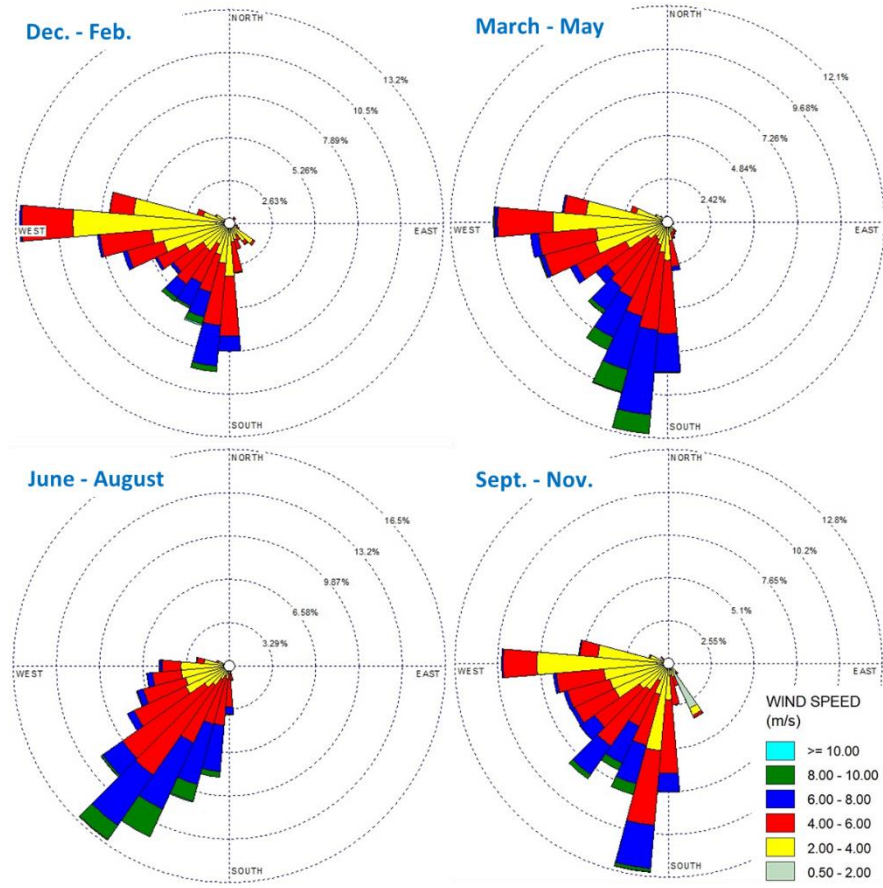 Dec. - Feb.
NORTH
13.2%
10.5%
7.89%
5.26%
2.63%
WEST
EAST
SOUTH
March - May
NORTH
12.1%
9.68%
7.26%
4.84%
2.42%
WEST
EAST
SOUTH
June - August
NORTH
16.5%
13.2%
9.87%
6.58%
3.29%
WEST
EAST
SOUTH
Sept. - Nov.
NORTH
12.8%
10.2%
7.65%
5.1%
2.55%
WEST
EAST
SOUTH
WIND SPEED
(m/s)
>= 10.00
8.00 - 10.00
6.00 - 8.00
4.00 - 6.00
2.00 - 4.00
0.50 - 2.00